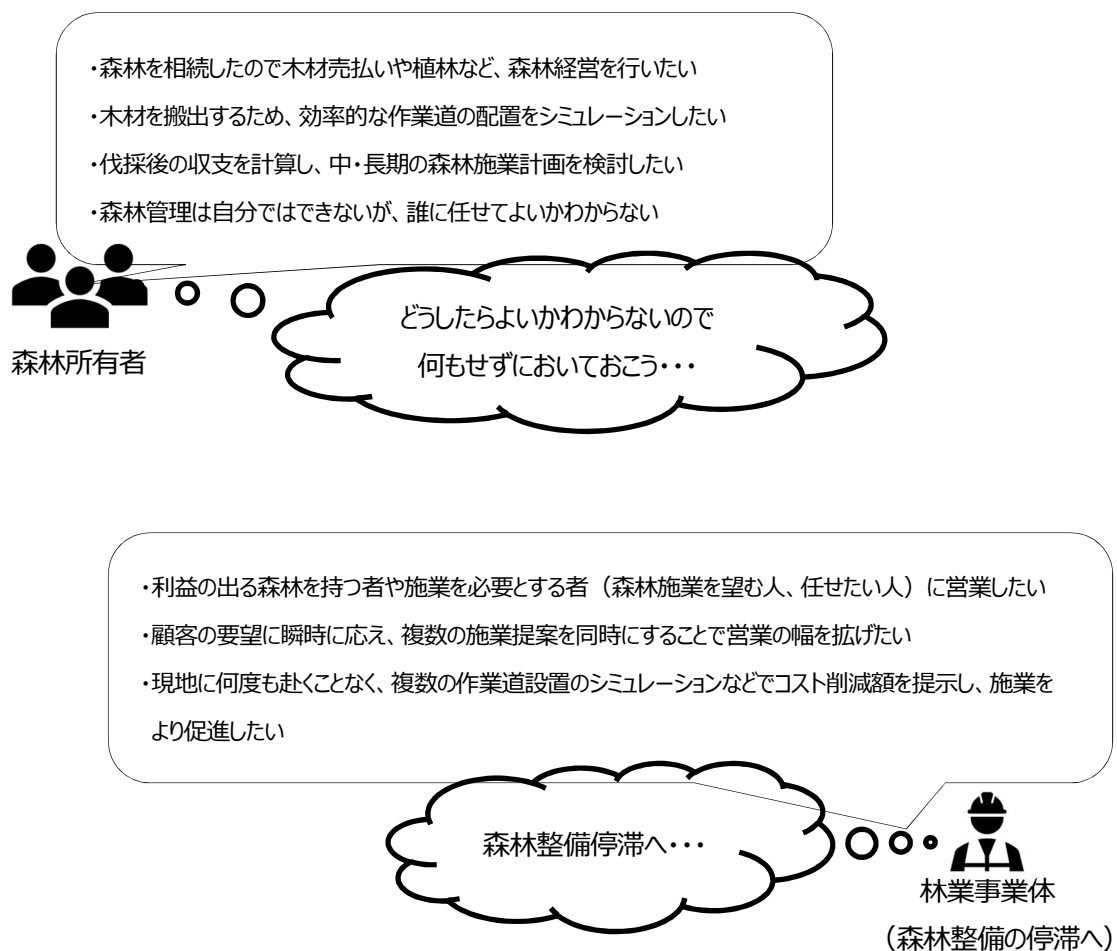 ・森林を相続したので木材売払いや植林など、森林経営を行いたい
・木材を搬出するため、効率的な作業道の配置をシミュレーションしたい
・伐採後の収支を計算し、中・長期の森林施業計画を検討したい
・森林管理は自分ではできないが、誰に任せてよいかわからない
どうしたらよいかわからないので
何もせずにおいておこう・・・
森林所有者
・利益の出る森林を持つ者や施業を必要とする者（森林施業を望む人、任せたい人）に営業したい
・顧客の要望に瞬時に応え、複数の施業提案を同時にすることで営業の幅を拡げたい
・現地に何度も赴くことなく、複数の作業道設置のシミュレーションなどでコスト削減額を提示し、施業を
より促進したい
森林整備停滞へ・・・
林業事業体
（森林整備の停滞へ）